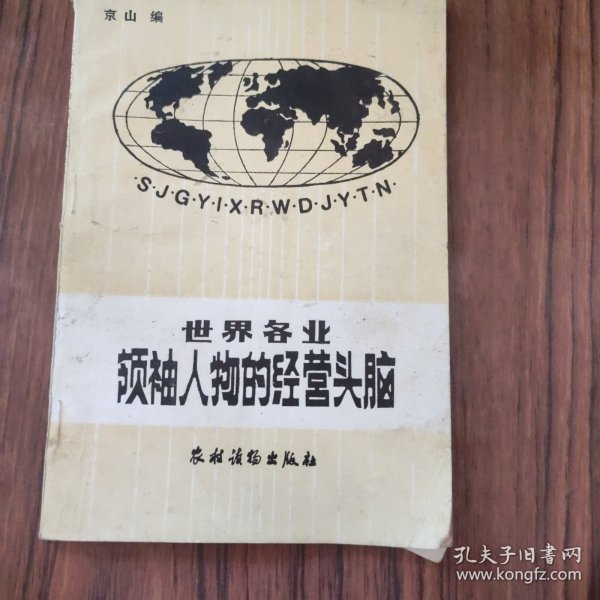 京山 编
·S·J·G·Y·I·X·R·W·D·J·Y·T·N·
世界各业
领袖人物的经营头脑
农村读物出版社
孔夫子旧书网
www.kongfz.com